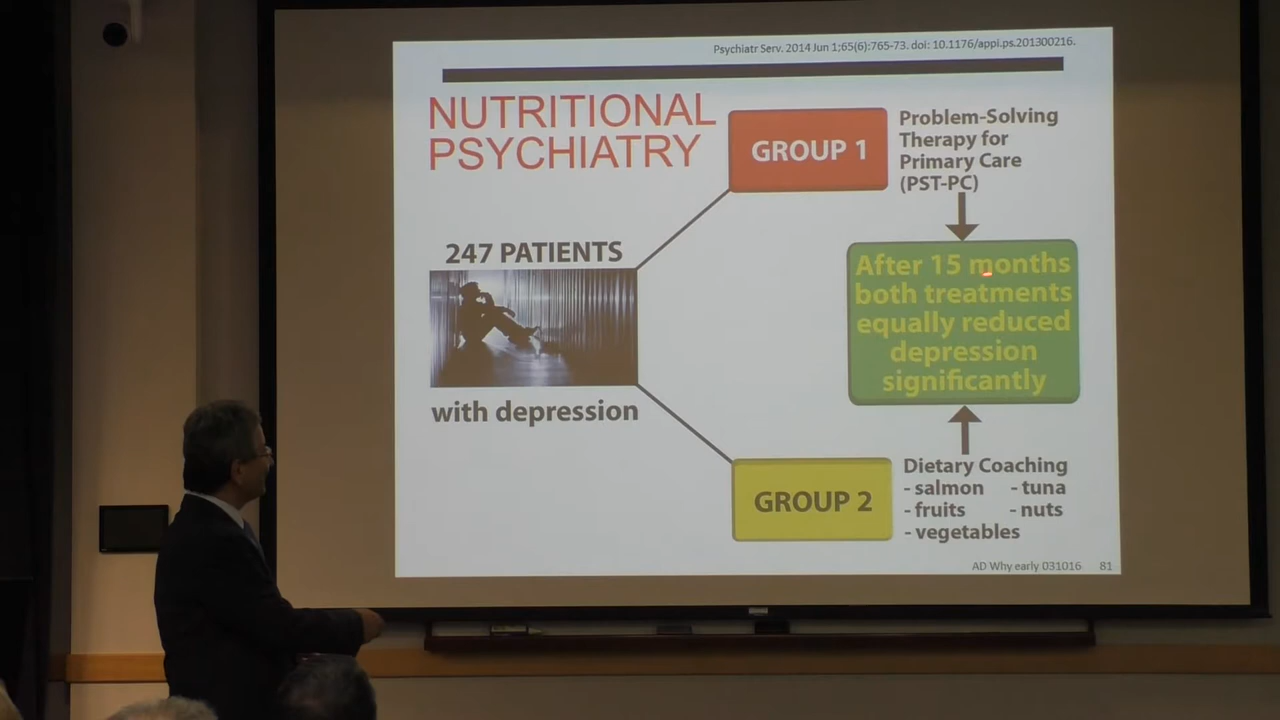 Psychiatr Serv. 2014 Jun 1;65(6):765-73. doi: 10.1176/appi.ps.201300216.
NUTRITIONAL
PSYCHIATRY
GROUP 1
Problem-Solving
Therapy for
Primary Care
(PST-PC)
247 PATIENTS
with depression
After 15 months
both treatments
equally reduced
depression
significantly
GROUP 2
Dietary Coaching
- salmon - tuna
- fruits - nuts
- vegetables
AD Why early 031016 81